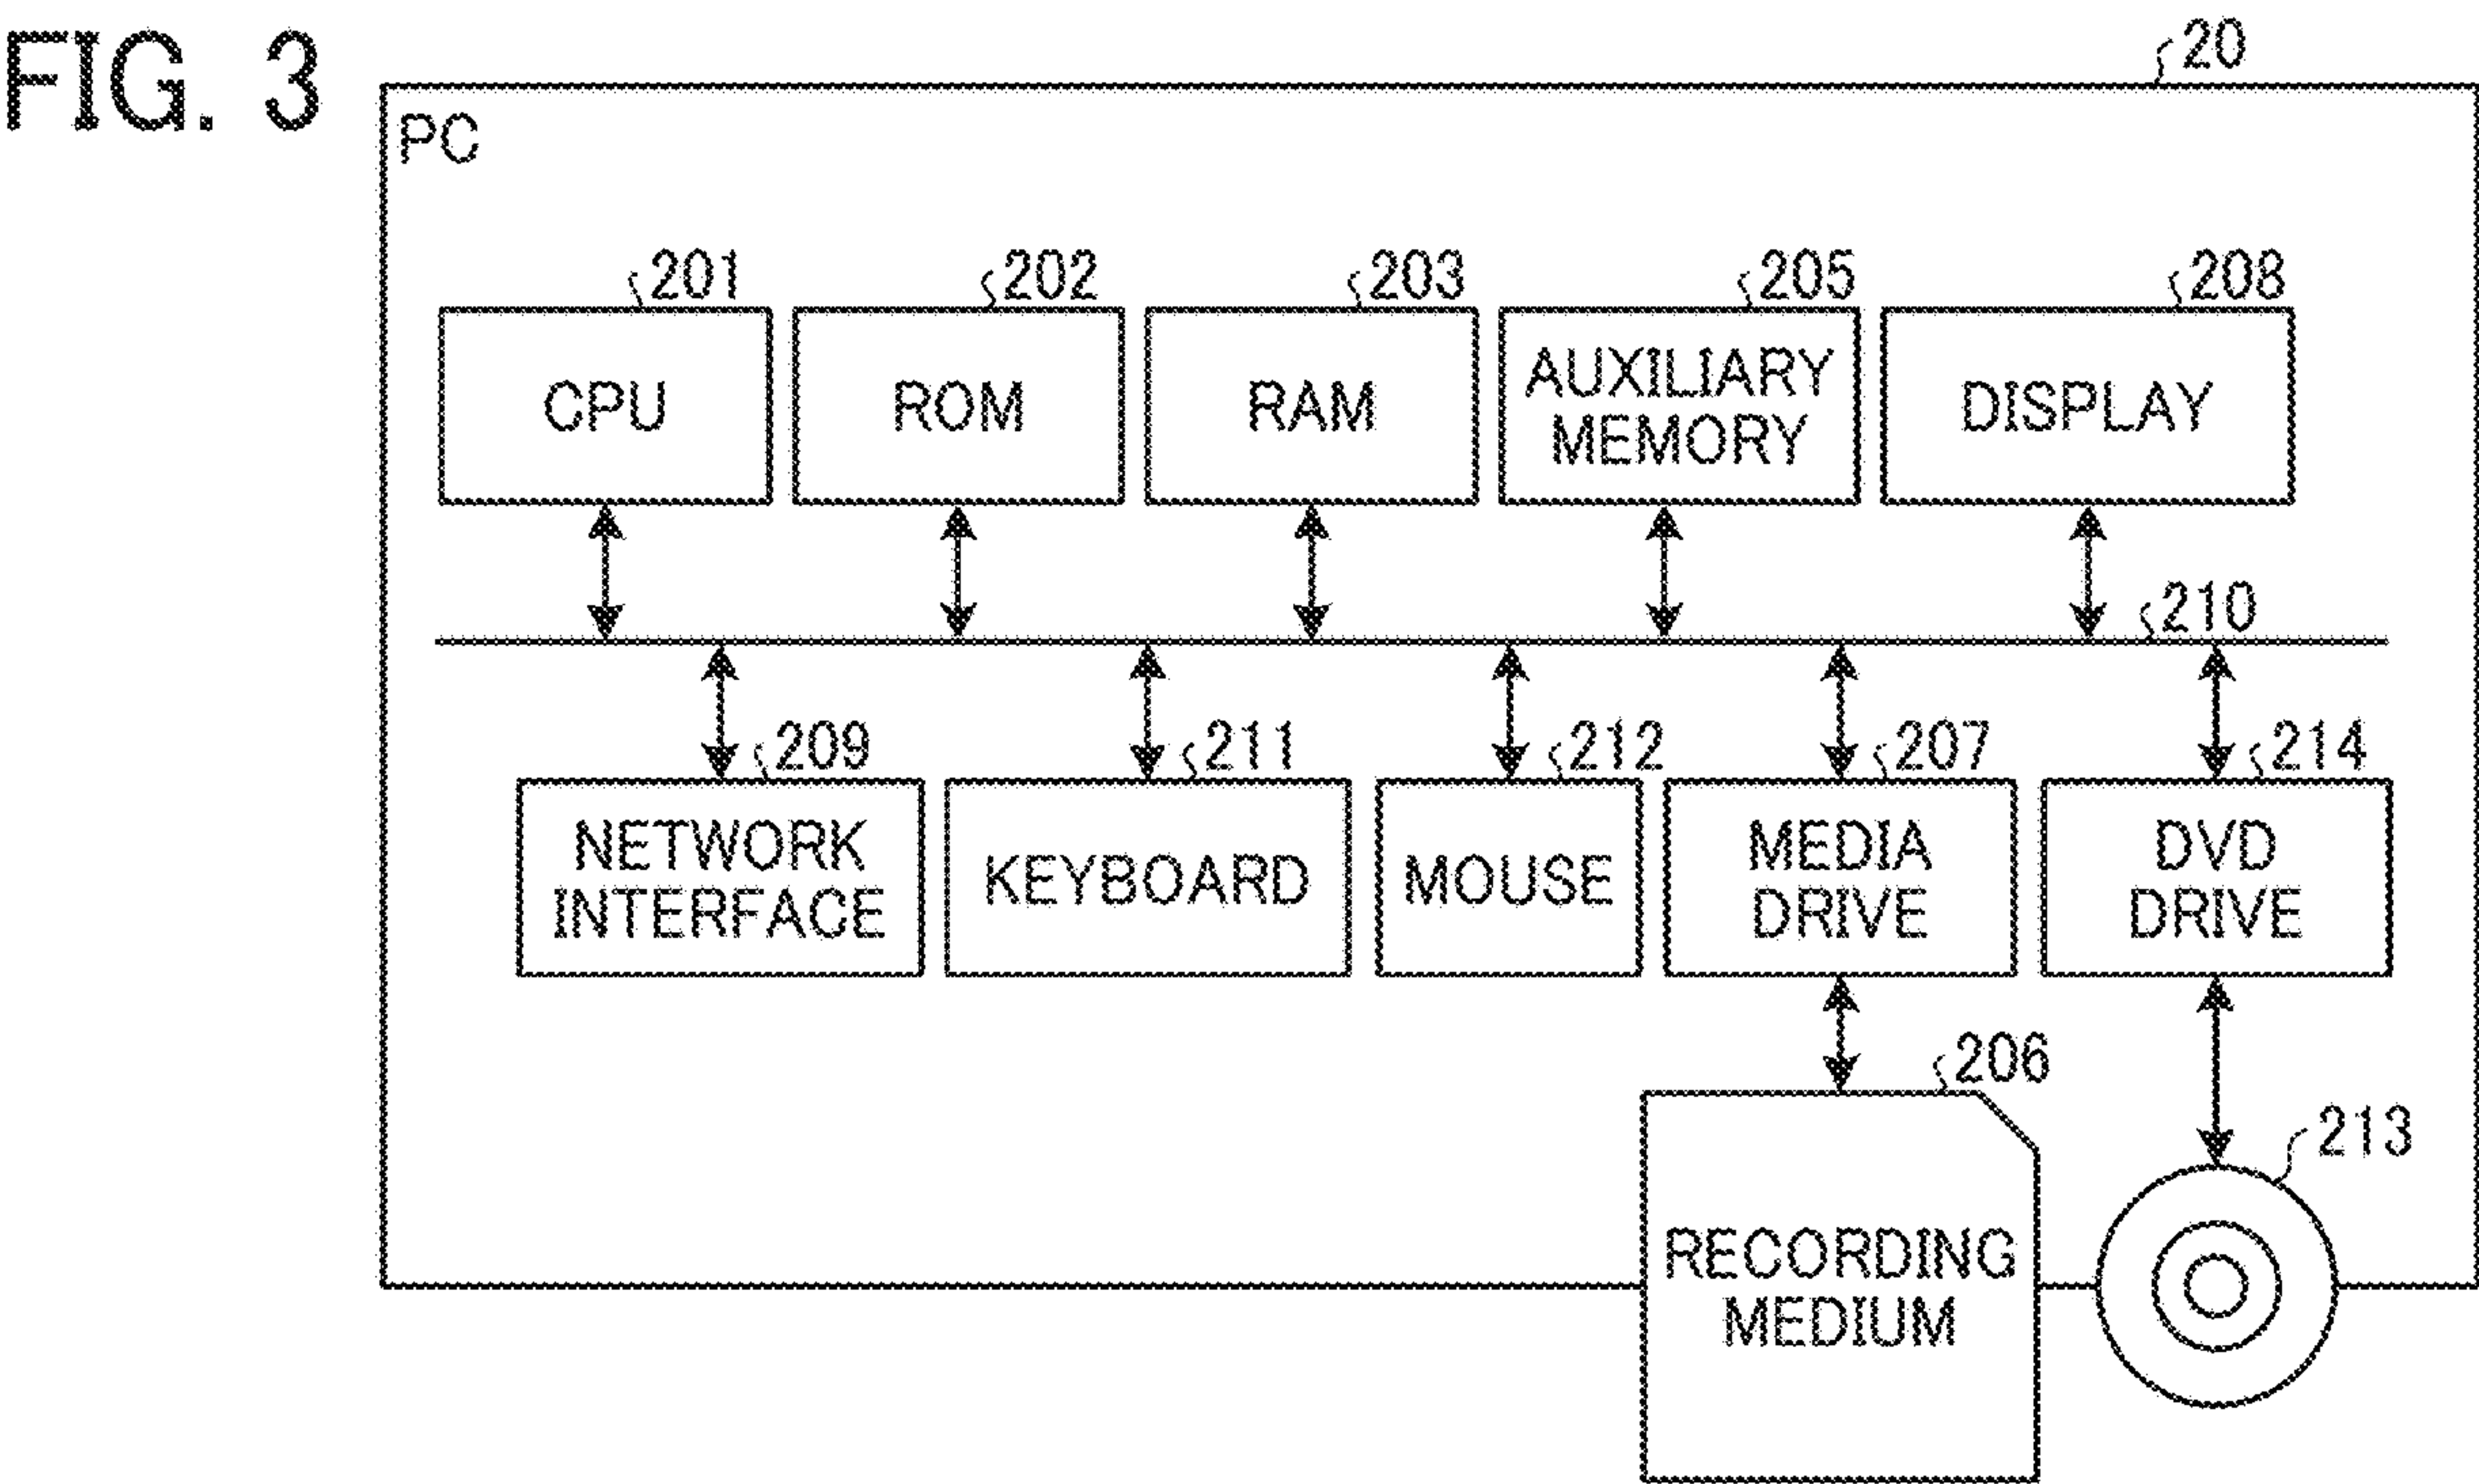 FIG. 3
20
PC
201
202
203
205
208
CPU
ROM
RAM
AUXILIARY
MEMORY
DISPLAY
210
209
211
212
207
214
NETWORK
INTERFACE
KEYBOARD
MOUSE
MEDIA
DRIVE
DVD
DRIVE
206
213
RECORDING
MEDIUM